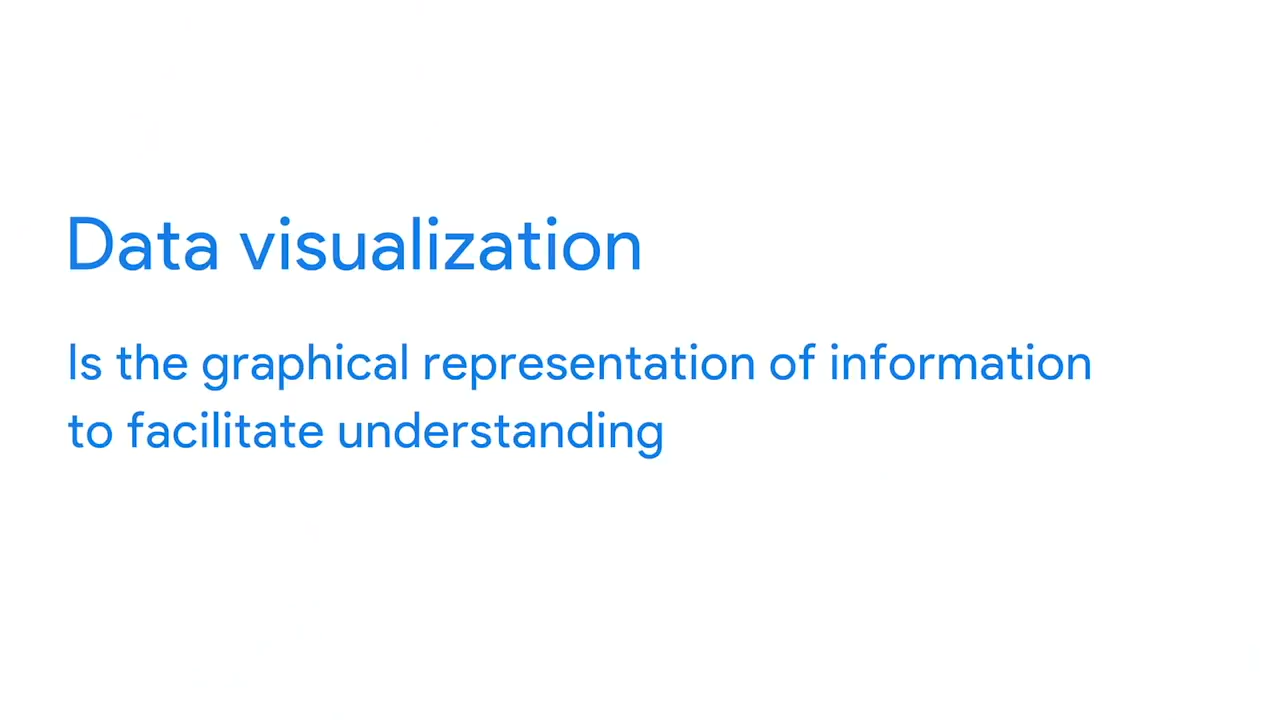 Data visualization
Is the graphical representation of information
to facilitate understanding